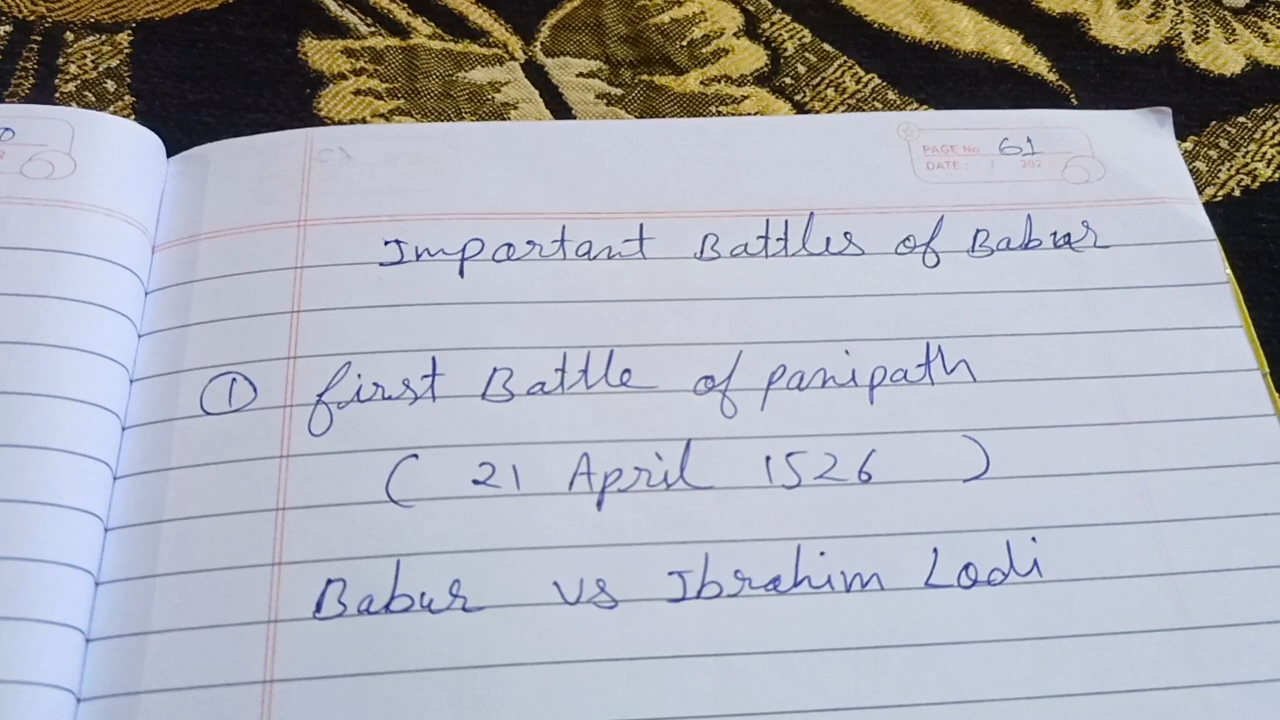 PAGE No. 61
DATE: / 202
Important Battles of Babur
① first Battle of panipath
( 21 April 1526 )
Babur vs Ibrahim Lodi